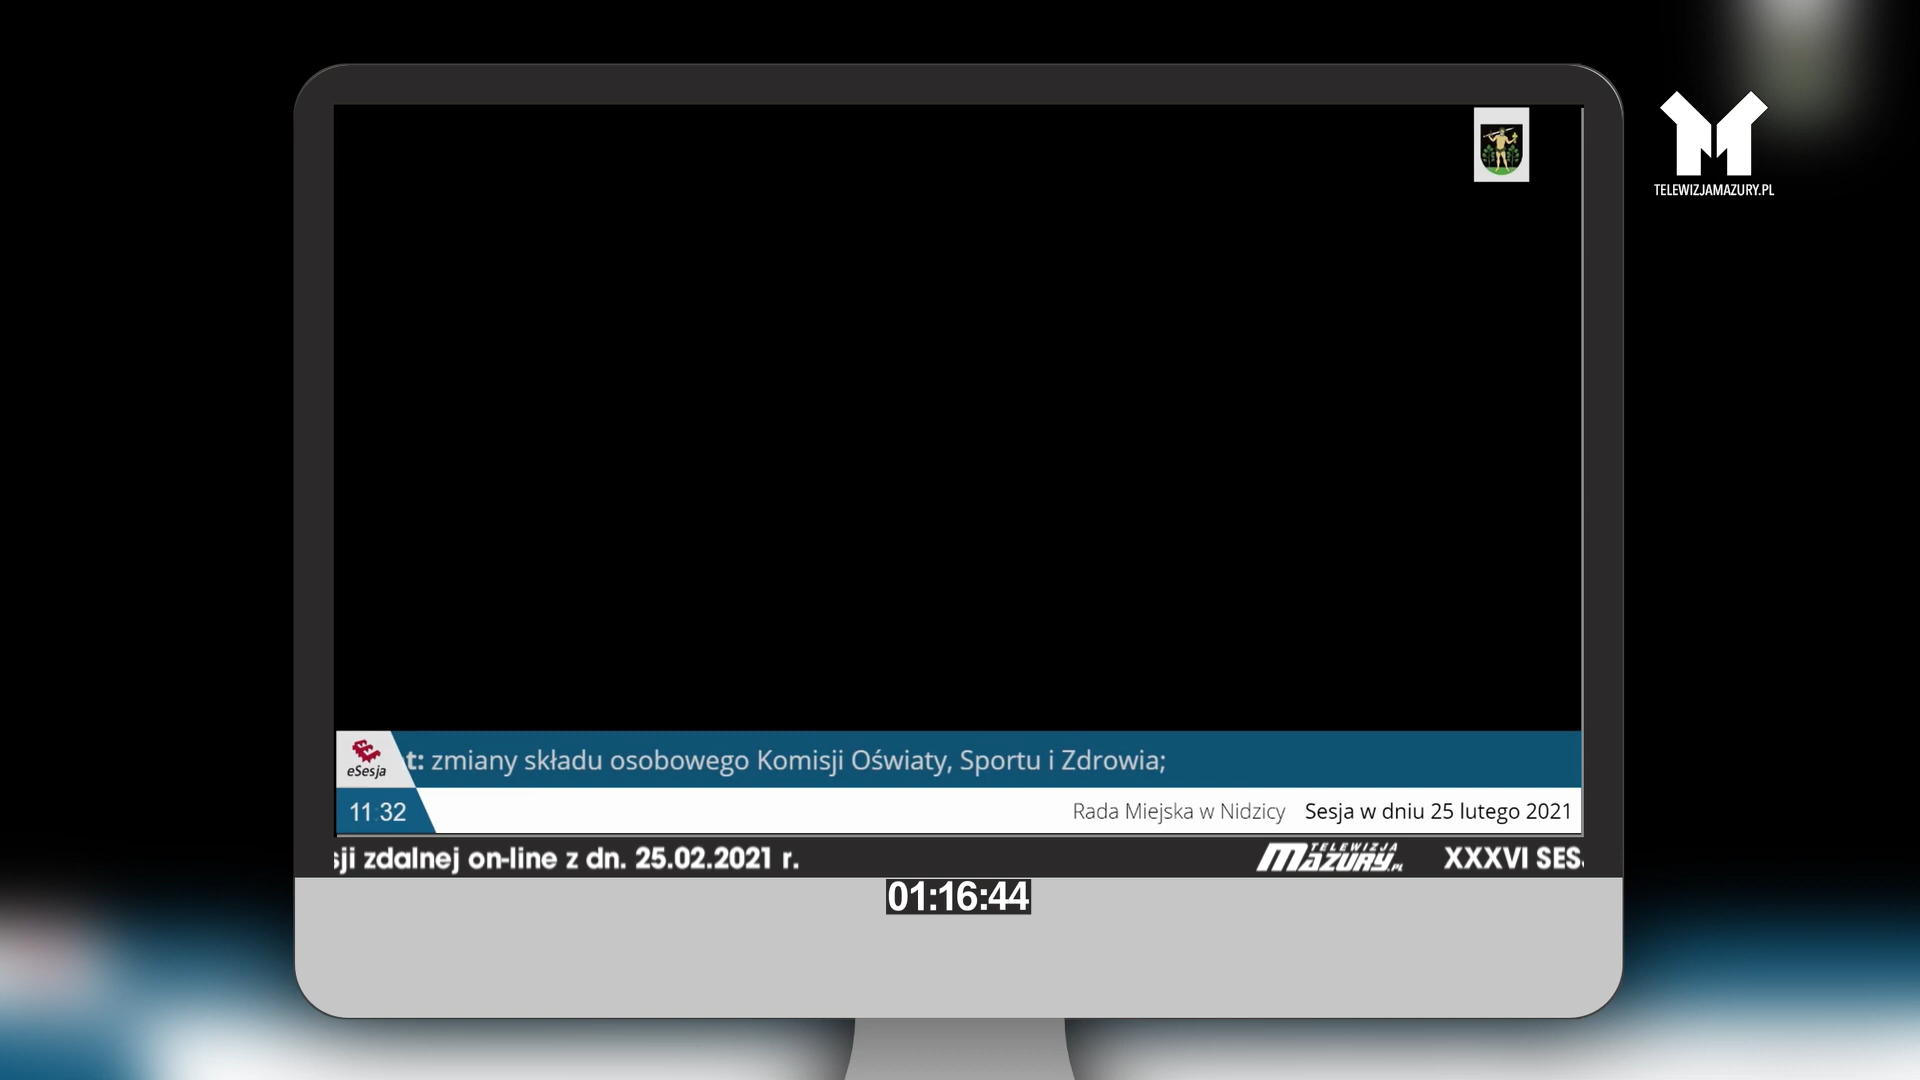 TELEWIZJAMAZURY.PL
t: zmiany składu osobowego Komisji Oświaty, Sportu i Zdrowia;
eSesja
11:32
Rada Miejska w Nidzicy Sesja w dniu 25 lutego 2021
sji zdalnej on-line z dn. 25.02.2021 r. TELEWIZJA MAZURY.PL XXXVI SES
01:16:44